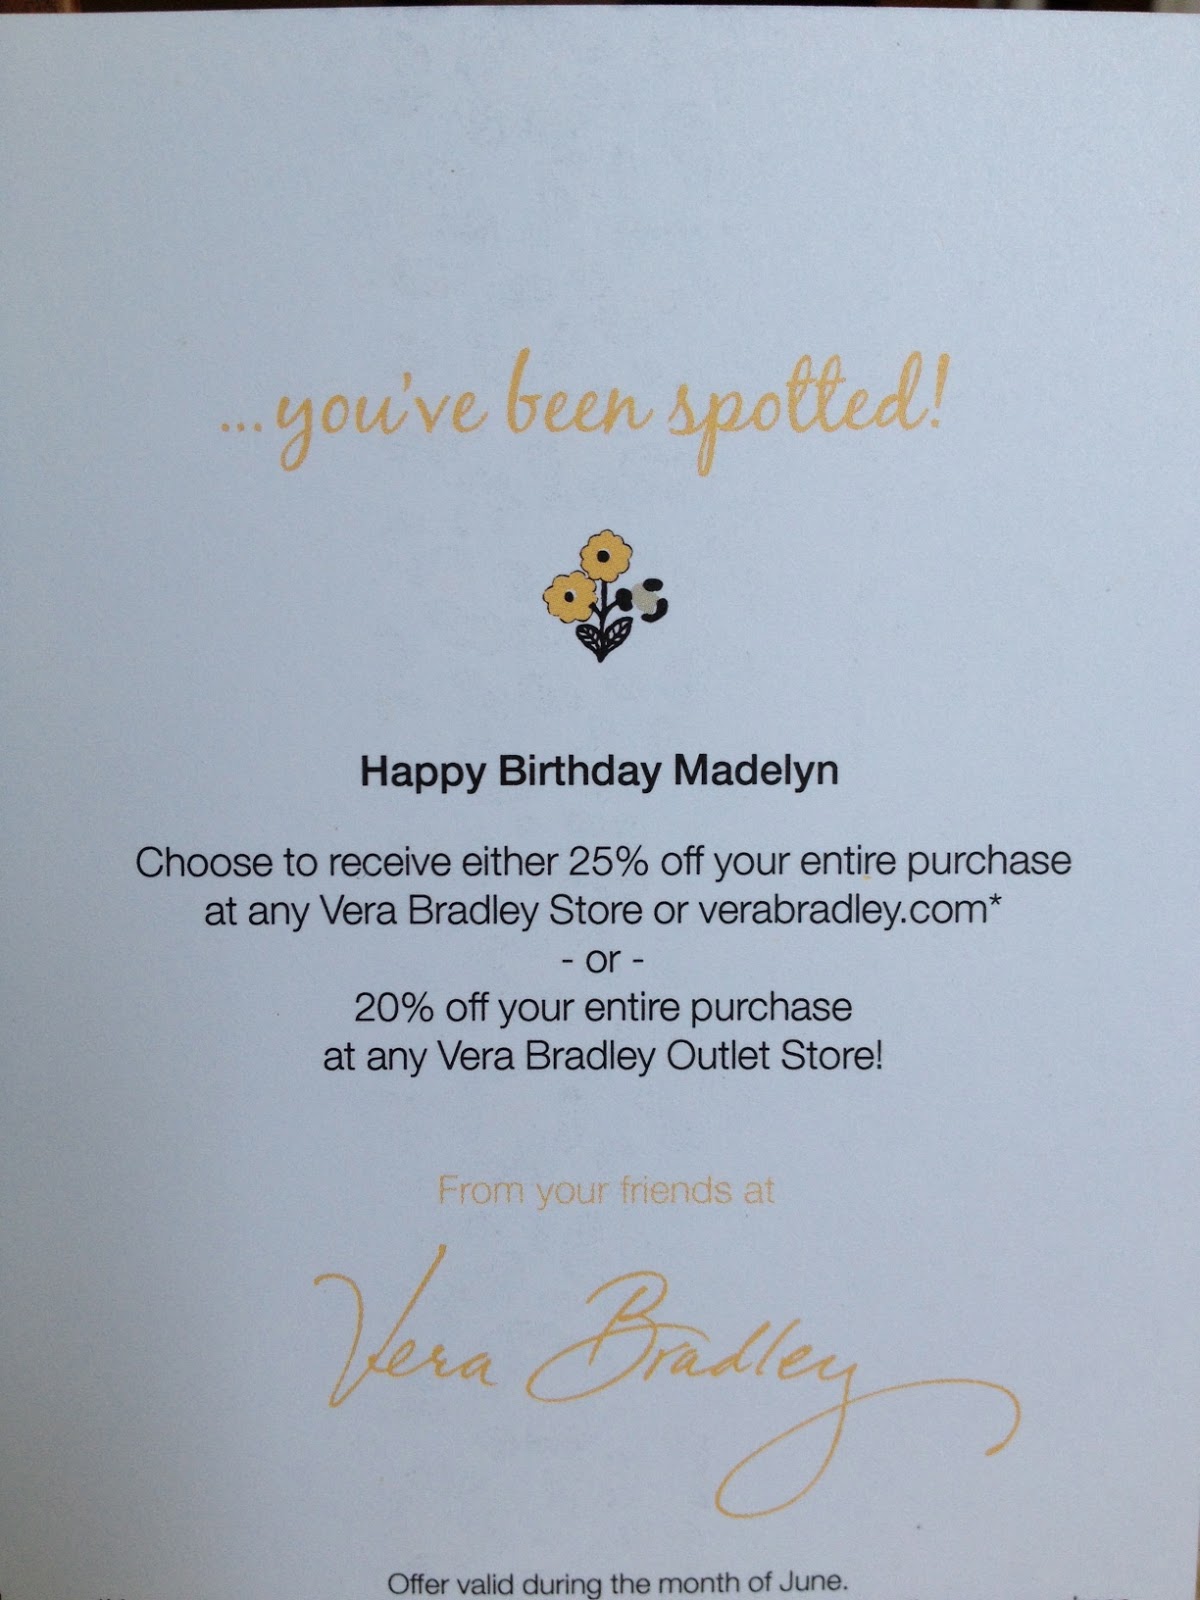 ...you've been spotted!
Happy Birthday Madelyn
Choose to receive either 25% off your entire purchase
at any Vera Bradley Store or verabradley.com*
- or -
20% off your entire purchase
at any Vera Bradley Outlet Store!
From your friends at
Vera Bradley
Offer valid during the month of June.